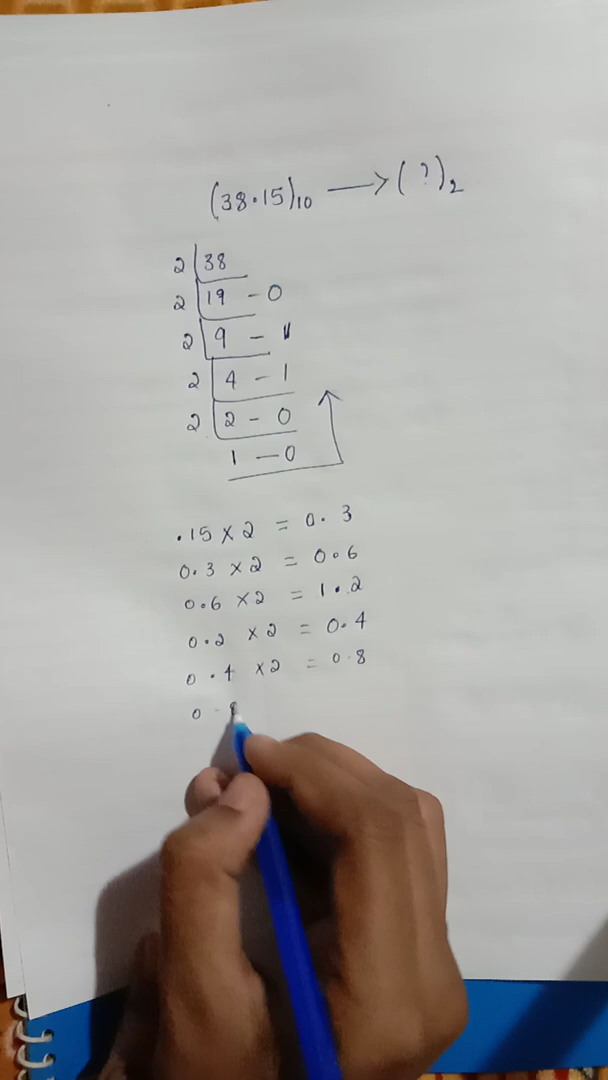 (38.15)10 → ( ? )2
2 38
2 19 - 0
2 9 - 1
2 4 - 1
2 2 - 0
1 - 0
.15 × 2 = 0.3
0.3 × 2 = 0.6
0.6 × 2 = 1.2
0.2 × 2 = 0.4
0.4 × 2 = 0.8
0.8